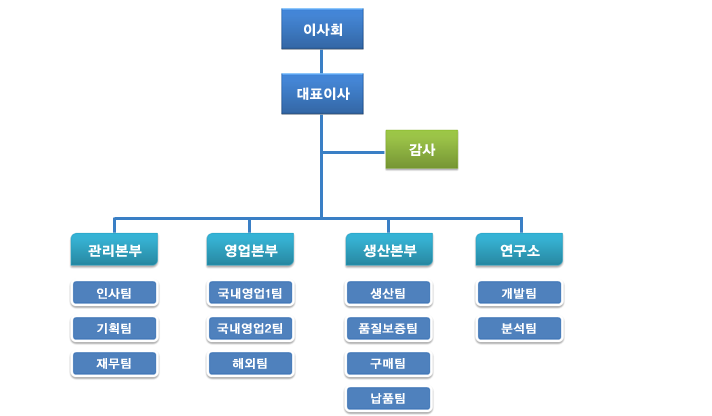 이사회
대표이사
감사
관리본부
인사팀
기획팀
재무팀
영업본부
국내영업1팀
국내영업2팀
해외팀
생산본부
생산팀
품질보증팀
구매팀
납품팀
연구소
개발팀
분석팀